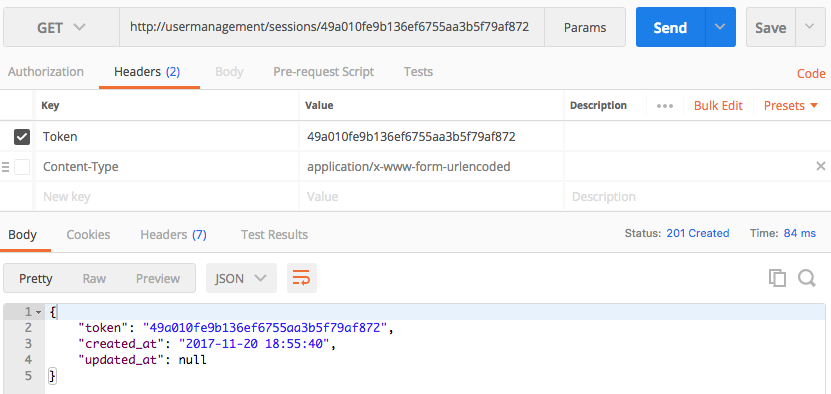 GET http://usermanagement/sessions/49a010fe9b136ef6755aa3b5f79af872 Params Send Save
Authorization Headers (2) Body Pre-request Script Tests Code
Key Value Description ••• Bulk Edit Presets
Token 49a010fe9b136ef6755aa3b5f79af872
Content-Type application/x-www-form-urlencoded
New key Value Description
Body Cookies Headers (7) Test Results Status: 201 Created Time: 84 ms
Pretty Raw Preview JSON
1 {
2 "token": "49a010fe9b136ef6755aa3b5f79af872",
3 "created_at": "2017-11-20 18:55:40",
4 "updated_at": null
5 }